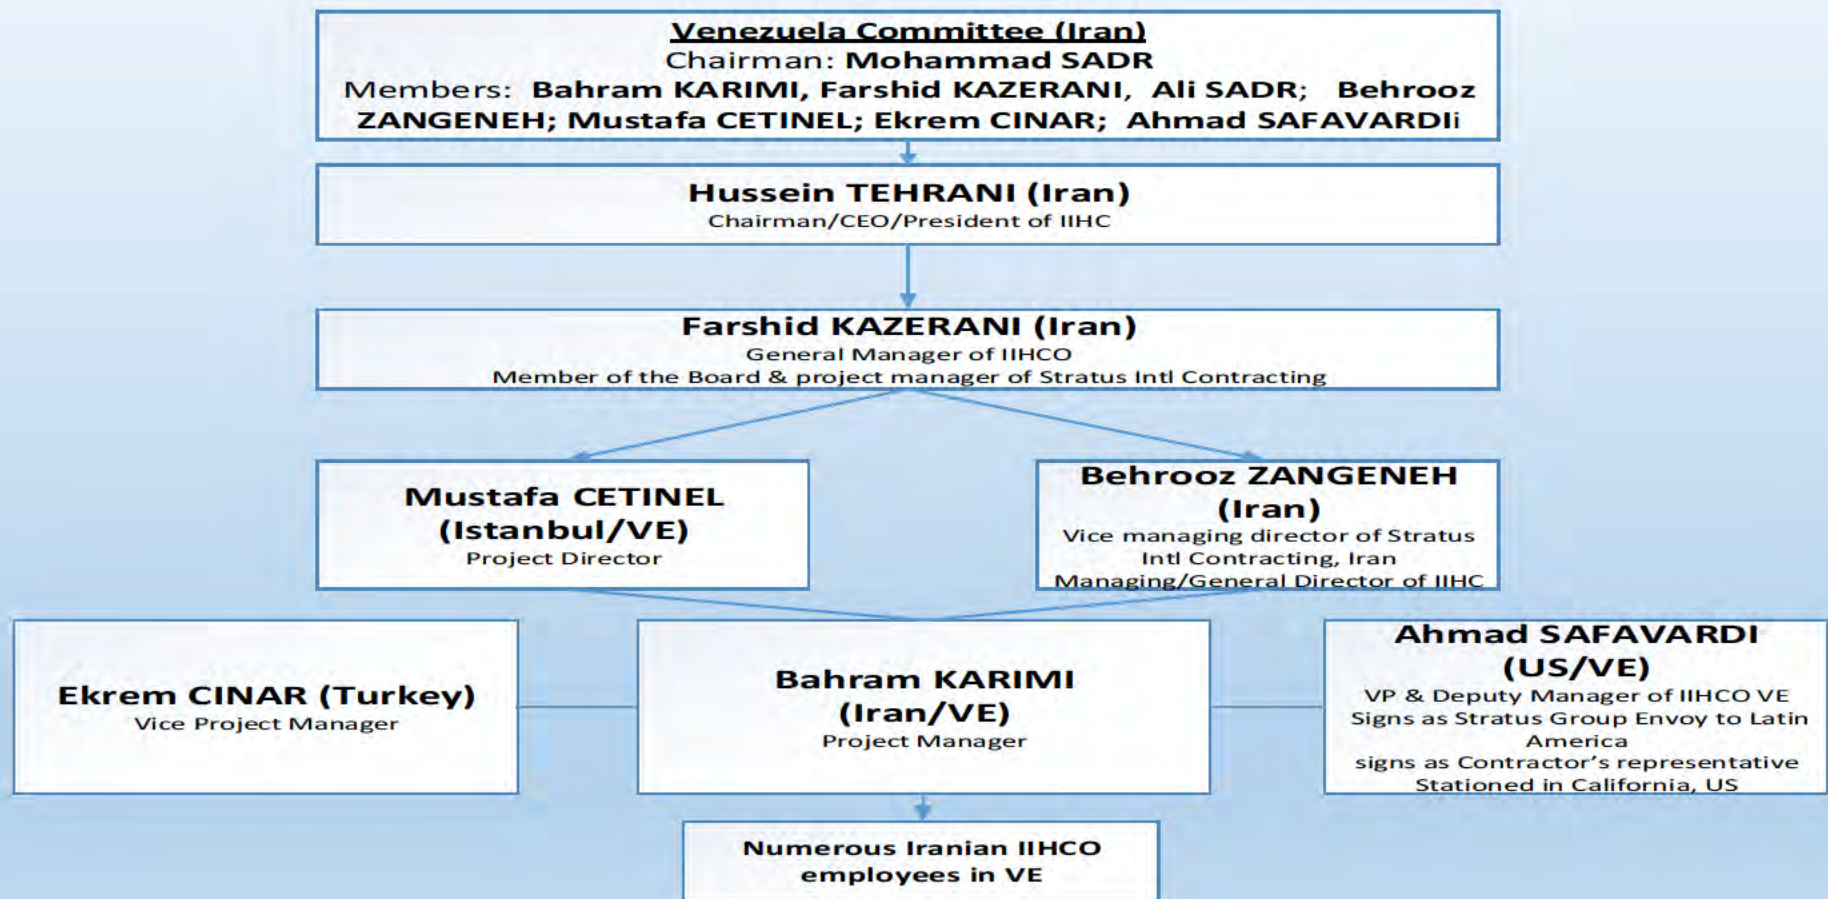 Venezuela Committee (Iran)
Chairman: Mohammad SADR
Members: Bahram KARIMI, Farshid KAZERANI, Ali SADR; Behrooz
ZANGENEH; Mustafa CETINEL; Ekrem CINAR; Ahmad SAFAVARDIi
Hussein TEHRANI (Iran)
Chairman/CEO/President of IIHC
Farshid KAZERANI (Iran)
General Manager of IIHCO
Member of the Board & project manager of Stratus Intl Contracting
Mustafa CETINEL
(Istanbul/VE)
Project Director
Behrooz ZANGENEH
(Iran)
Vice managing director of Stratus
Intl Contracting, Iran
Managing/General Director of IIHC
Ekrem CINAR (Turkey)
Vice Project Manager
Bahram KARIMI
(Iran/VE)
Project Manager
Ahmad SAFAVARDI
(US/VE)
VP & Deputy Manager of IIHCO VE
Signs as Stratus Group Envoy to Latin
America
signs as Contractor's representative
Stationed in California, US
Numerous Iranian IIHCO
employees in VE